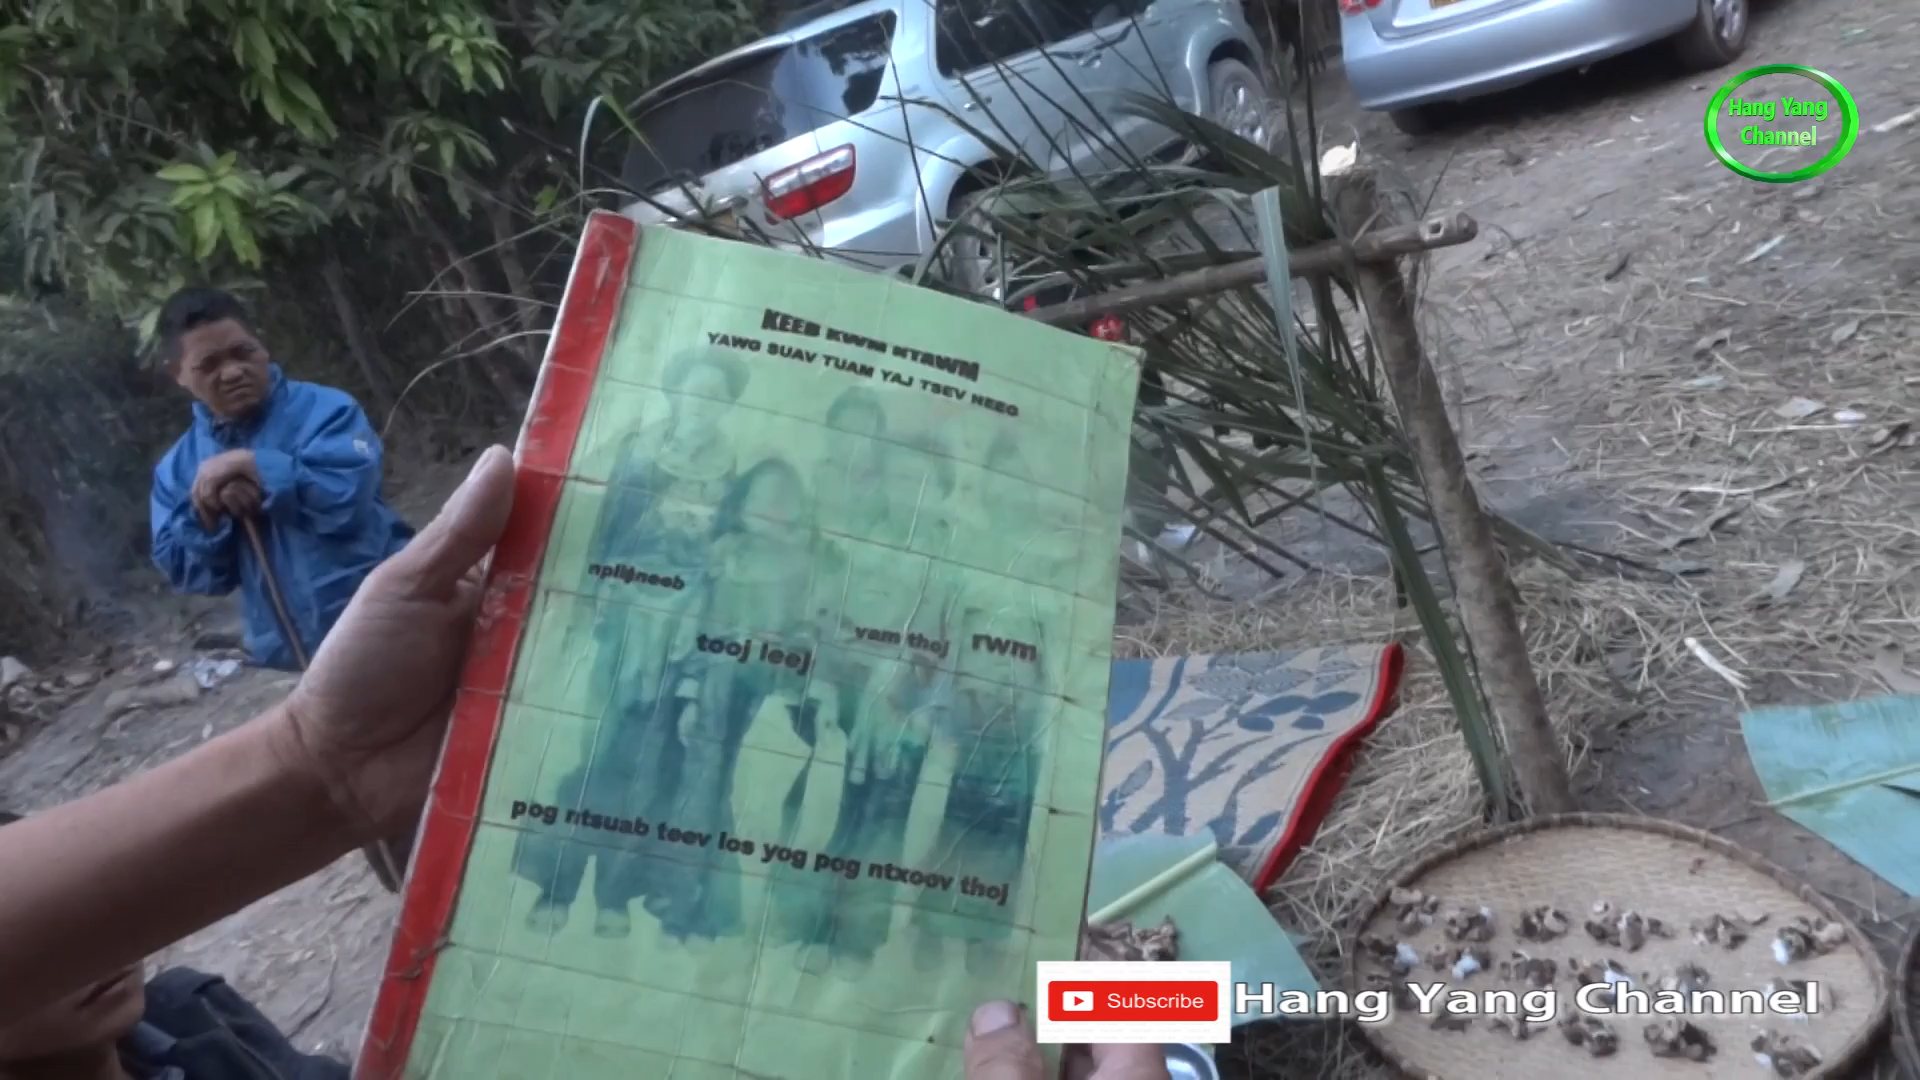 Hang Yang
Channel
KEEB KWM NTAWM
YAWG SUAV TUAM YAJ TSEV NEEG
tooj leej
vam thoj
rwm
pog ntsuab teev los yog pog ntxoov thoj
Subscribe
Hang Yang Channel